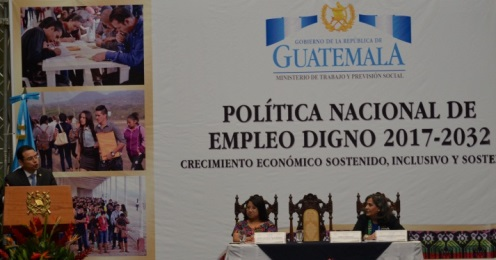 GOBIERNO DE LA REPÚBLICA DE
GUATEMALA
MINISTERIO DE TRABAJO Y PREVISIÓN SOCIAL
POLÍTICA NACIONAL DE
EMPLEO DIGNO 2017-2032
CRECIMIENTO ECONÓMICO SOSTENIDO, INCLUSIVO Y SOSTE